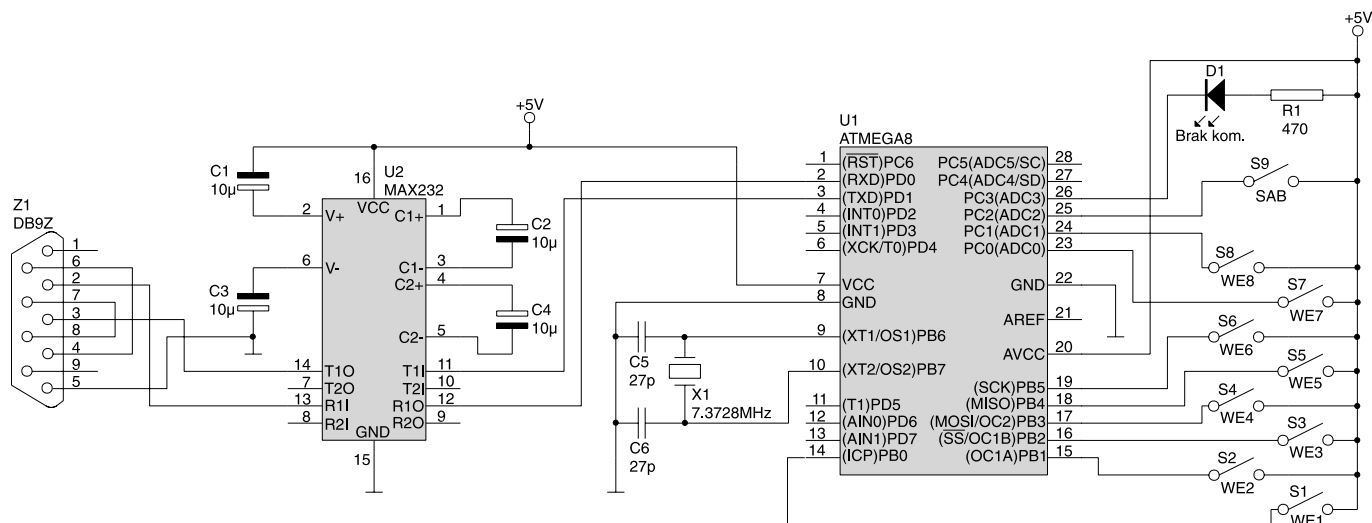 +5V
+5V
D1
Brak kom.
R1
470
U1
ATMEGA8
1 (RST)PC6 PC5(ADC5/SC) 28
2 (RXD)PD0 PC4(ADC4/SD) 27
3 (TXD)PD1 PC3(ADC3) 26
4 (INT0)PD2 PC2(ADC2) 25
5 (INT1)PD3 PC1(ADC1) 24
6 (XCK/T0)PD4 PC0(ADC0) 23
7 VCC
8 GND GND 22
AREF 21
9 (XT1/OS1)PB6
AVCC 20
10 (XT2/OS2)PB7
(SCK)PB5 19
(MISO)PB4 18
11 (T1)PD5 (MOSI/OC2)PB3 17
12 (AIN0)PD6 (SS/OC1B)PB2 16
13 (AIN1)PD7 (OC1A)PB1 15
14 (ICP)PB0
S9
SAB
S8
WE8
S7
WE7
S6
WE6
S5
WE5
S4
WE4
S3
WE3
S2
WE2
S1
WE1
C1
10µ
16
U2
MAX232
VCC
2 V+ C1+ 1
6 V- C1- 3
C2+ 4
C2- 5
14 T1O T1I 11
7 T2O T2I 10
13 R1I R1O 12
8 R2I R2O 9
GND
15
C2
10µ
C3
10µ
C4
10µ
Z1
DB9Z
1
6
2
7
3
8
4
9
5
C5
27p
X1
7.3728MHz
C6
27p